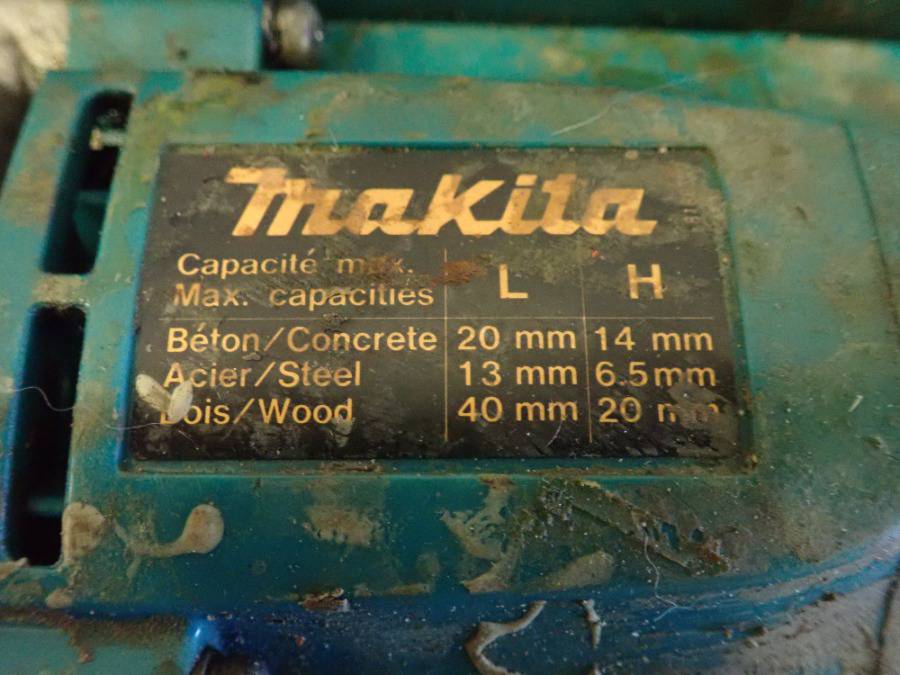 makita
Capacité max. L H
Max. capacities
Béton/Concrete 20 mm 14 mm
Acier/Steel 13 mm 6.5mm
Bois/Wood 40 mm 20 mm